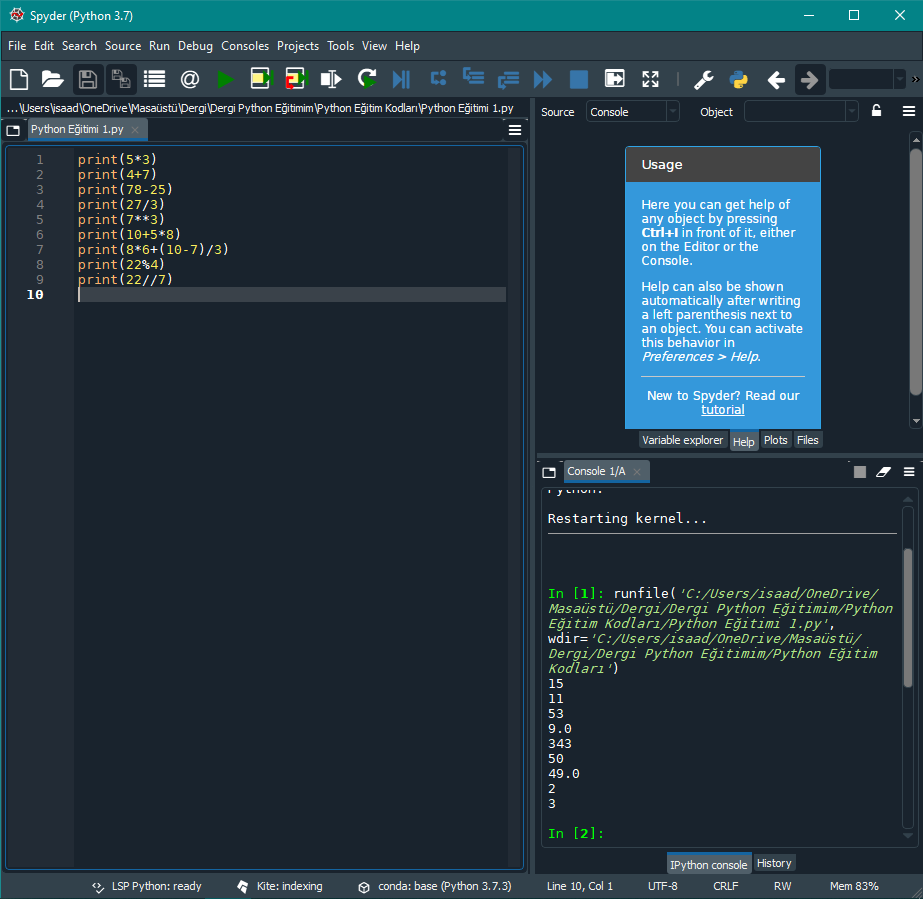 Spyder (Python 3.7)
File Edit Search Source Run Debug Consoles Projects Tools View Help
...\Users\isaad\OneDrive\Masaüstü\Dergi\Dergi Python Eğitimim\Python Eğitim Kodları\Python Eğitimi 1.py
Python Eğitimi 1.py
1 print(5*3)
2 print(4+7)
3 print(78-25)
4 print(27/3)
5 print(7**3)
6 print(10+5*8)
7 print(8*6+(10-7)/3)
8 print(22%4)
9 print(22//7)
10
Source Console Object
Usage
Here you can get help of
any object by pressing
Ctrl+I in front of it, either
on the Editor or the
Console.
Help can also be shown
automatically after writing
a left parenthesis next to
an object. You can activate
this behavior in
Preferences > Help.
New to Spyder? Read our
tutorial
Variable explorer Help Plots Files
Console 1/A
Python.
Restarting kernel...
In [1]: runfile('C:/Users/isaad/OneDrive/
Masaüstü/Dergi/Dergi Python Eğitimim/Python
Eğitim Kodları/Python Eğitimi 1.py',
wdir='C:/Users/isaad/OneDrive/Masaüstü/
Dergi/Dergi Python Eğitimim/Python Eğitim
Kodları')
15
11
53
9.0
343
50
49.0
2
3
In [2]:
IPython console History
LSP Python: ready Kite: indexing conda: base (Python 3.7.3) Line 10, Col 1 UTF-8 CRLF RW Mem 83%